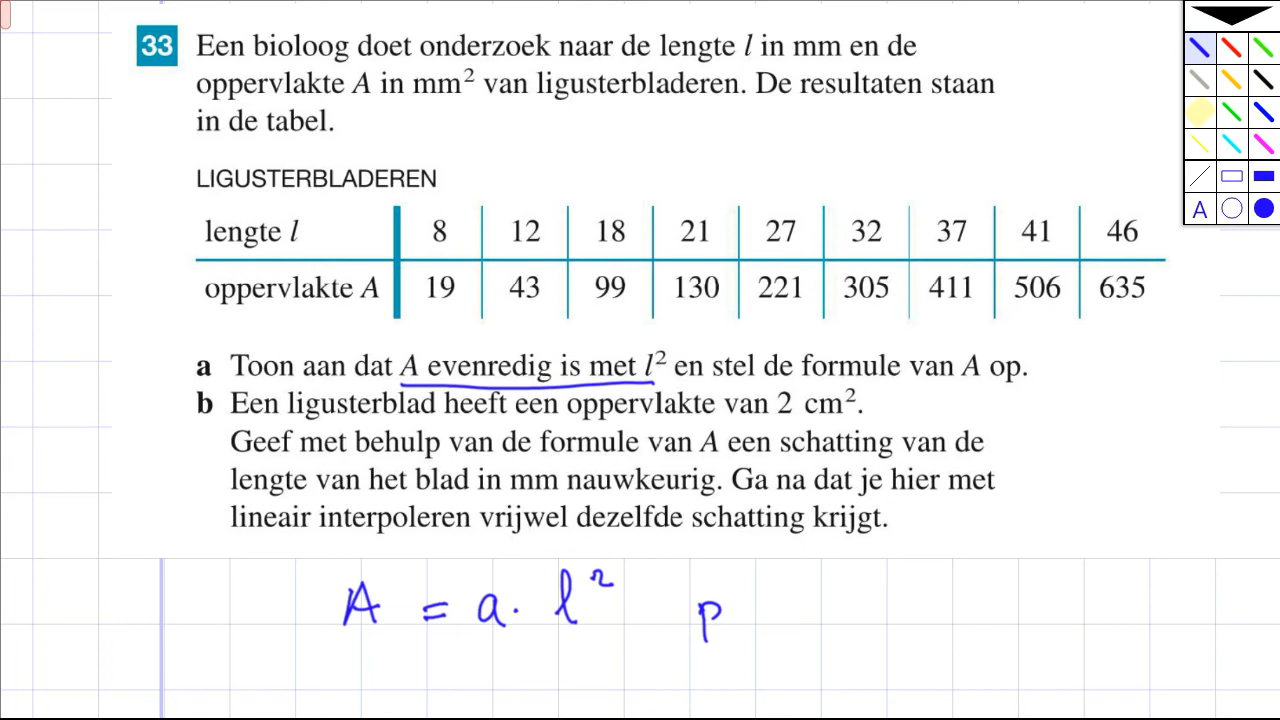 33 Een bioloog doet onderzoek naar de lengte l in mm en de
oppervlakte A in mm² van ligusterbladeren. De resultaten staan
in de tabel.
LIGUSTERBLADEREN
lengte l 8 12 18 21 27 32 37 41 46
oppervlakte A 19 43 99 130 221 305 411 506 635
a Toon aan dat A evenredig is met l² en stel de formule van A op.
b Een ligusterblad heeft een oppervlakte van 2 cm².
Geef met behulp van de formule van A een schatting van de
lengte van het blad in mm nauwkeurig. Ga na dat je hier met
lineair interpoleren vrijwel dezelfde schatting krijgt.
A = a · l² p
A